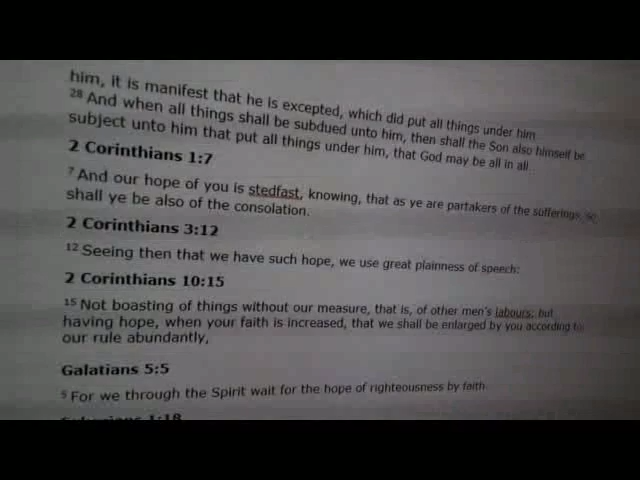 him, it is manifest that he is excepted, which did put all things under him
28 And when all things shall be subdued unto him, then shall the Son also himself be
subject unto him that put all things under him, that God may be all in all
2 Corinthians 1:7
7 And our hope of you is stedfast, knowing, that as ye are partakers of the sufferings, so
shall ye be also of the consolation.
2 Corinthians 3:12
12 Seeing then that we have such hope, we use great plainness of speech:
2 Corinthians 10:15
15 Not boasting of things without our measure, that is, of other men's labours; but
having hope, when your faith is increased, that we shall be enlarged by you according to
our rule abundantly,
Galatians 5:5
5 For we through the Spirit wait for the hope of righteousness by faith
1:18